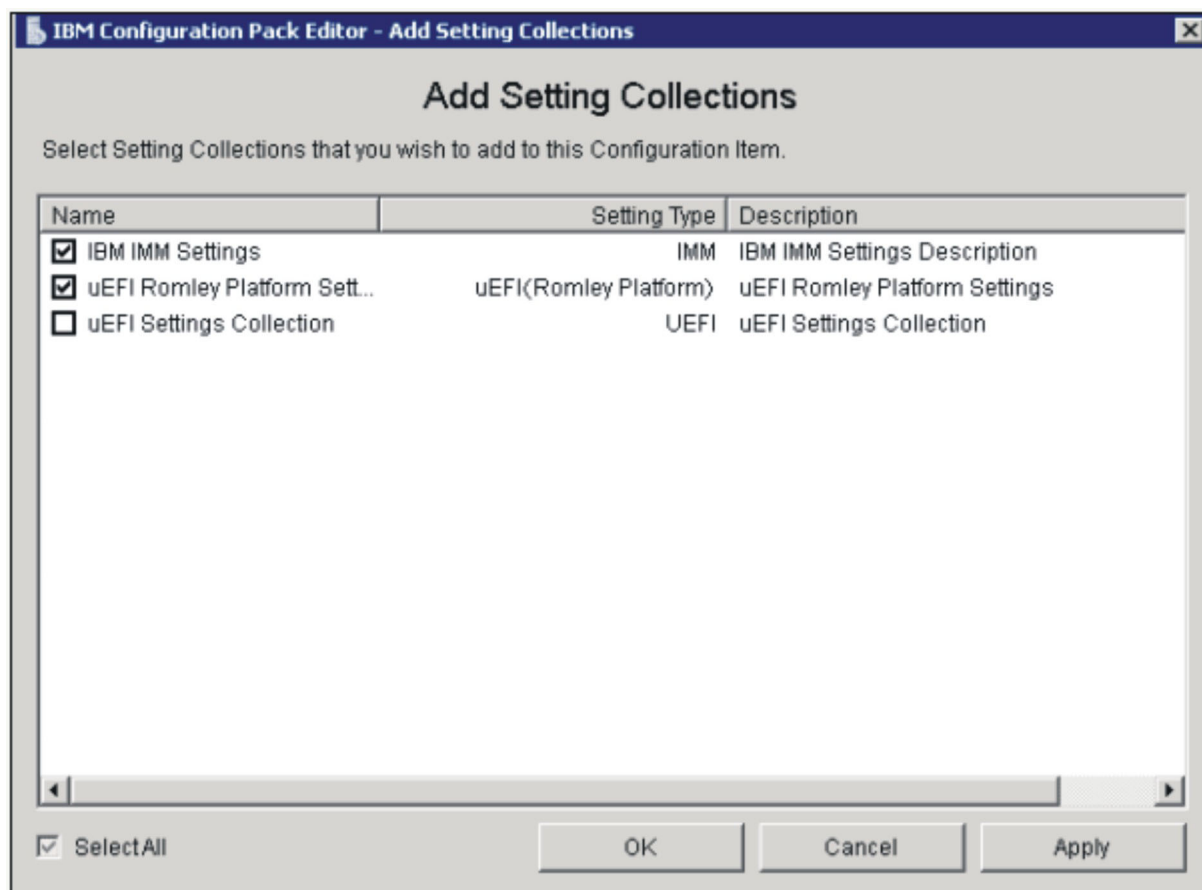 IBM Configuration Pack Editor - Add Setting Collections
Add Setting Collections
Select Setting Collections that you wish to add to this Configuration Item.
Name Setting Type Description
IBM IMM Settings IMM IBM IMM Settings Description
uEFI Romley Platform Sett... uEFI(Romley Platform) uEFI Romley Platform Settings
uEFI Settings Collection UEFI uEFI Settings Collection
Select All OK Cancel Apply